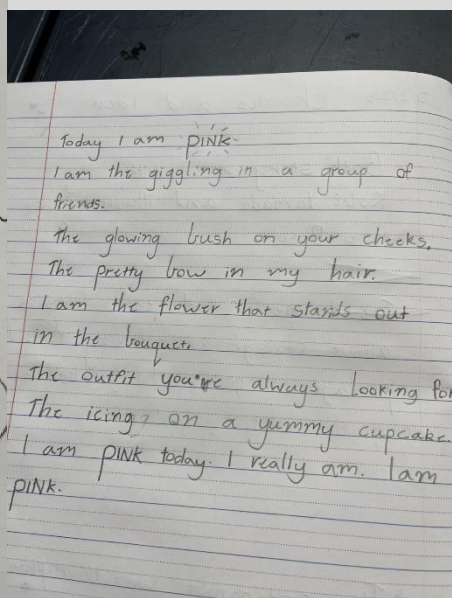 Today I am PINK.
I am the giggling in a group of
friends.
The glowing bush on your cheeks.
The pretty bow in my hair.
I am the flower that stands out
in the bouquet.
The outfit you're always looking for
The icing, on a yummy cupcake.
I am PINK today. I really am. I am
PINK.